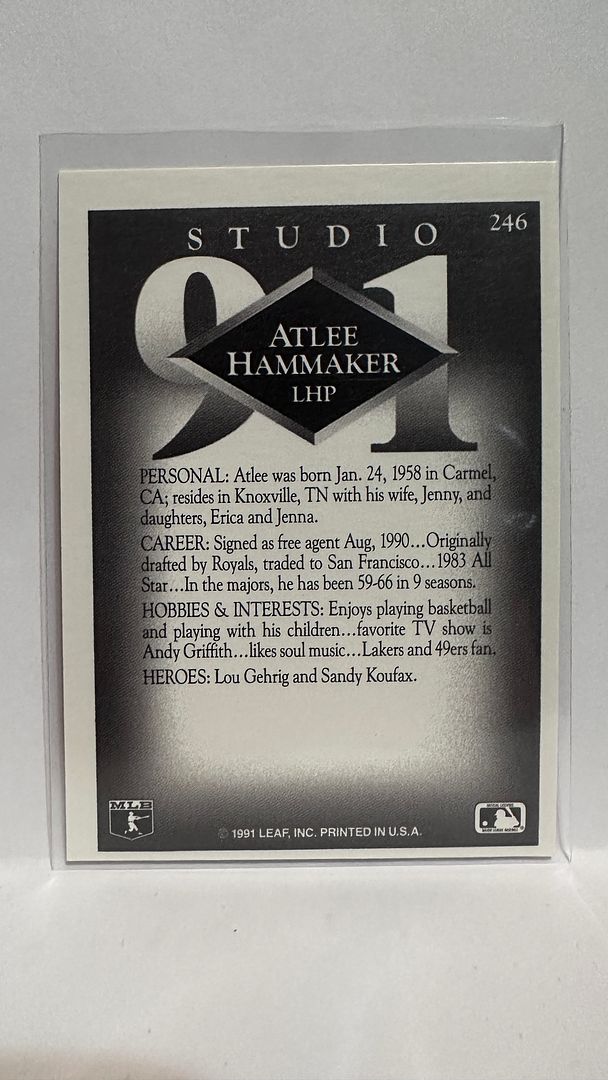 STUDIO
246
91
ATLEE
HAMMAKER
LHP
PERSONAL: Atlee was born Jan. 24, 1958 in Carmel,
CA; resides in Knoxville, TN with his wife, Jenny, and
daughters, Erica and Jenna.
CAREER: Signed as free agent Aug, 1990...Originally
drafted by Royals, traded to San Francisco...1983 All
Star...In the majors, he has been 59-66 in 9 seasons.
HOBBIES & INTERESTS: Enjoys playing basketball
and playing with his children...favorite TV show is
Andy Griffith...likes soul music...Lakers and 49ers fan.
HEROES: Lou Gehrig and Sandy Koufax.
MLB
© 1991 LEAF, INC. PRINTED IN U.S.A.